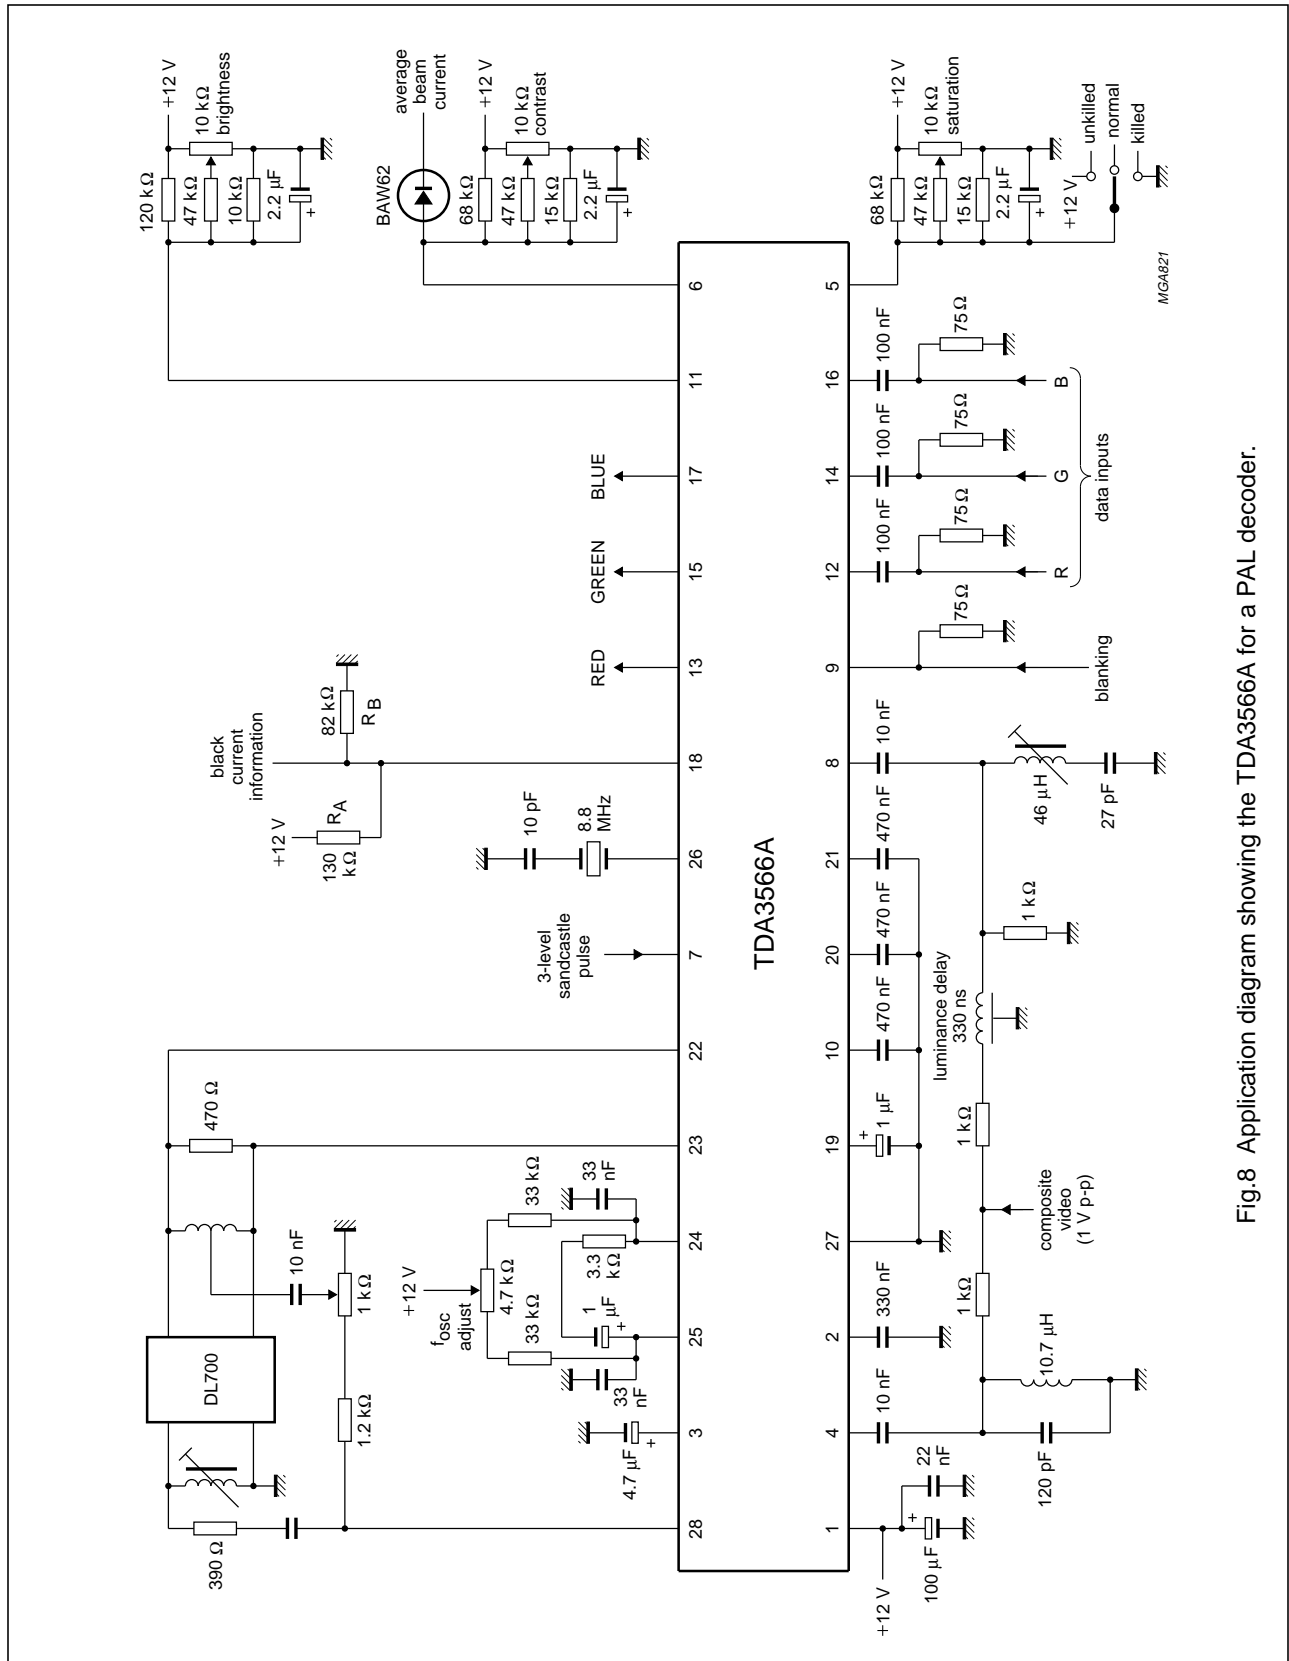 +12 V
10 kΩ
brightness
120 kΩ
47 kΩ
10 kΩ
2.2 µF
+
average
beam
current
BAW62
+12 V
10 kΩ
contrast
68 kΩ
47 kΩ
15 kΩ
2.2 µF
+
+12 V
10 kΩ
saturation
68 kΩ
47 kΩ
15 kΩ
2.2 µF
+
+12 V
unkilled
normal
killed
MGA821
BLUE
GREEN
RED
black
current
information
82 kΩ
R B
+12 V
R A
130
kΩ
10 pF
8.8
MHz
3-level
sandcastle
pulse
470 Ω
10 nF
1 kΩ
DL700
1.2 kΩ
390 Ω
+12 V
fosc
adjust
4.7 kΩ
33 kΩ
33 kΩ
33
nF
3.3
kΩ
1
µF
+
33
nF
4.7 µF
+
28
3
25
24
23
22
7
26
18
13
15
17
11
6
TDA3566A
1
4
2
27
19
10
20
21
8
9
12
14
16
5
+12 V
100 µF
+
22
nF
10 nF
120 pF
10.7 µH
330 nF
1 kΩ
composite
video
(1 V p-p)
1 kΩ
+
1 µF
470 nF
470 nF
470 nF
luminance delay
330 ns
1 kΩ
10 nF
46 µH
27 pF
75 Ω
blanking
100 nF
75 Ω
R
100 nF
75 Ω
G
100 nF
75 Ω
B
data inputs
Fig.8 Application diagram showing the TDA3566A for a PAL decoder.